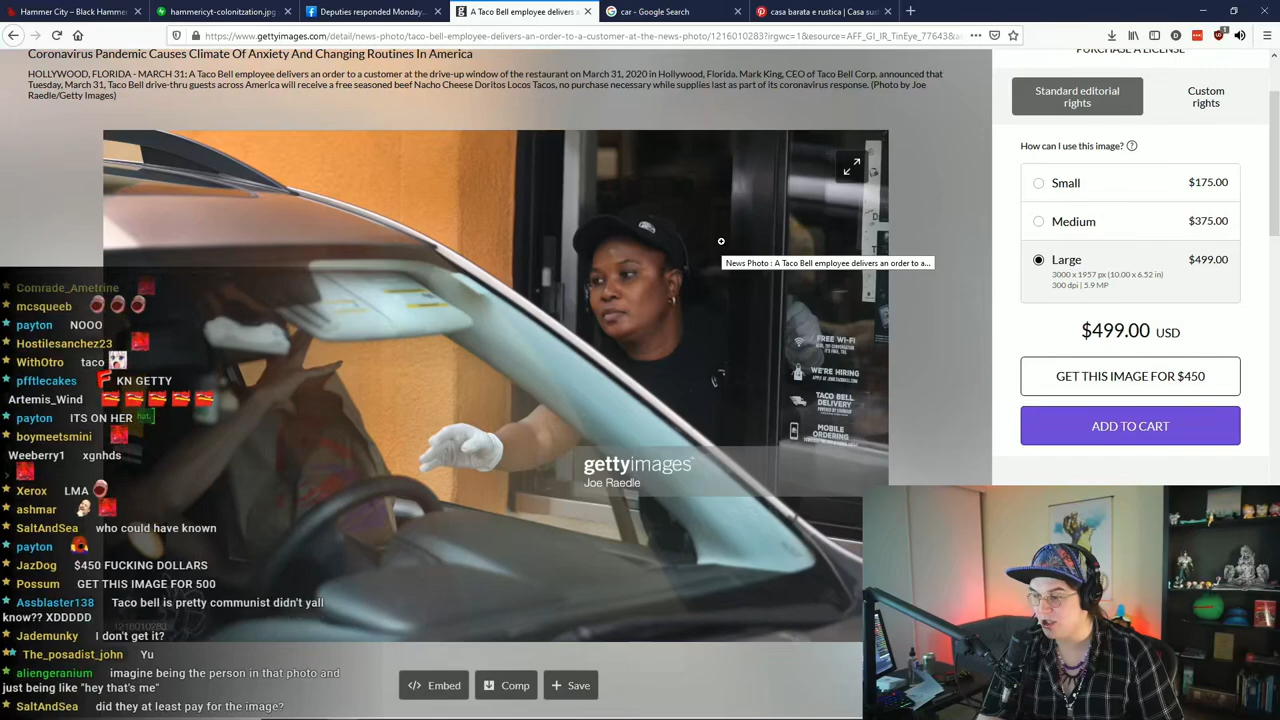 Hammer City – Black Hammer
hammericyt-colonitzation.jpg
Deputies responded Monday
A Taco Bell employee delivers a
car - Google Search
casa barata e rustica | Casa sus
https://www.gettyimages.com/detail/news-photo/taco-bell-employee-delivers-an-order-to-a-customer-at-the-news-photo/1216010283?irgwc=1&esource=AFF_GI_IR_TinEye_77643&
Coronavirus Pandemic Causes Climate Of Anxiety And Changing Routines In America
HOLLYWOOD, FLORIDA - MARCH 31: A Taco Bell employee delivers an order to a customer at the drive-up window of the restaurant on March 31, 2020 in Hollywood, Florida. Mark King, CEO of Taco Bell Corp. announced that
Tuesday, March 31, Taco Bell drive-thru guests across America will receive a free seasoned beef Nacho Cheese Doritos Locos Tacos, no purchase necessary while supplies last as part of its coronavirus response. (Photo by Joe
Raedle/Getty Images)
PURCHASE A LICENSE
Standard editorial
rights
Custom
rights
How can I use this image?
Small $175.00
Medium $375.00
Large $499.00
3000 x 1957 px (10.00 x 6.52 in)
300 dpi | 5.9 MP
$499.00 USD
GET THIS IMAGE FOR $450
ADD TO CART
News Photo : A Taco Bell employee delivers an order to a...
FREE WI-FI
WE'RE HIRING
TACO BELL
DELIVERY
MOBILE
ORDERING
gettyimages
Joe Raedle
1216010283
Embed
Comp
Save
Comrade_Ametrine
mcsqueeb
payton NOOO
Hostilesanchez23
WithOtro taco
pfftlecakes KN GETTY
Artemis_Wind
payton ITS ON HER hat.
boymeetsmini
Weeberry1 xgnhds
Xerox LMA
ashmar
SaltAndSea who could have known
payton
JazDog $450 FUCKING DOLLARS
Possum GET THIS IMAGE FOR 500
Assblaster138 Taco bell is pretty communist didn't yall
know?? XDDDDD
Jademunky I don't get it?
The_posadist_john Yu
aliengeranium imagine being the person in that photo and
just being like "hey that's me"
SaltAndSea did they at least pay for the image?